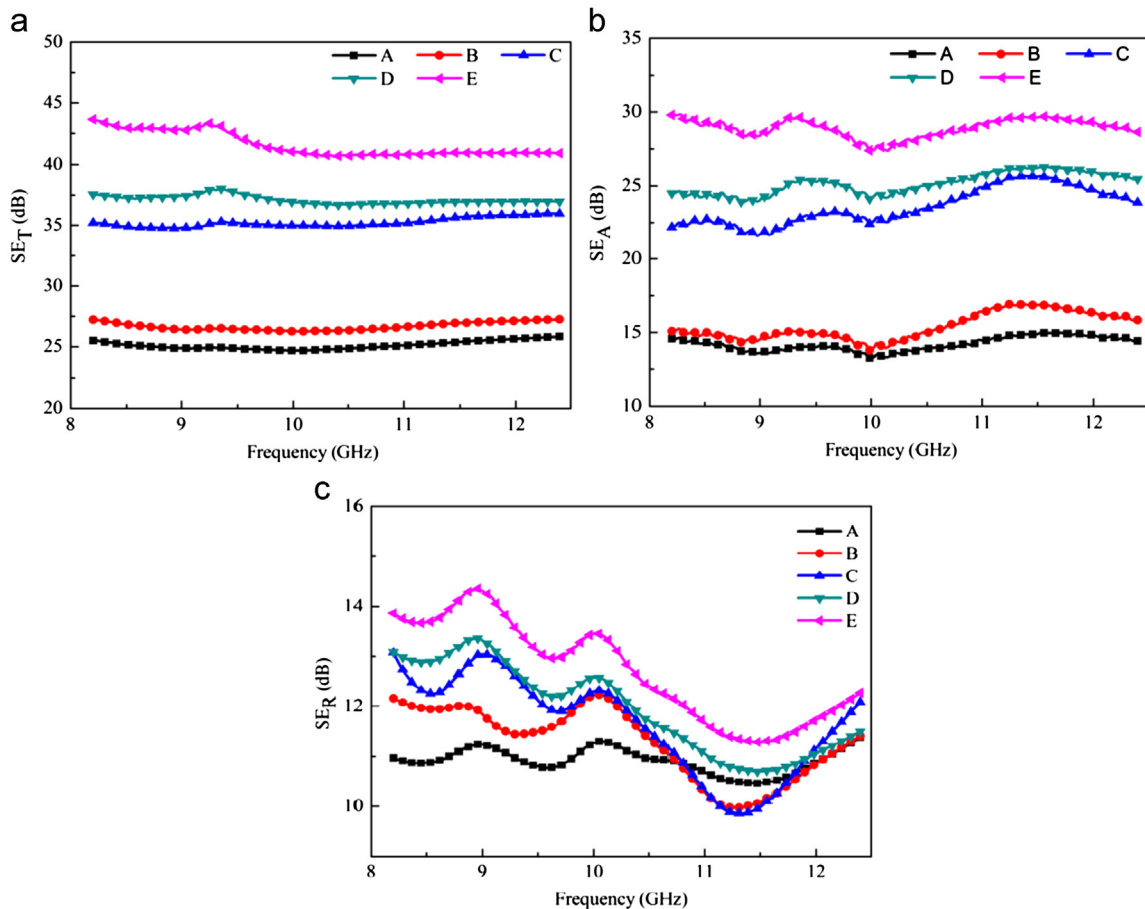 a
50
45
40
35
30
25
20
SE_T (dB)
A B C
D E
8 9 10 11 12
Frequency (GHz)
b
35
30
25
20
15
10
SE_A (dB)
A B C
D E
8 9 10 11 12
Frequency (GHz)
c
16
14
12
10
SE_R (dB)
A
B
C
D
E
8 9 10 11 12
Frequency (GHz)